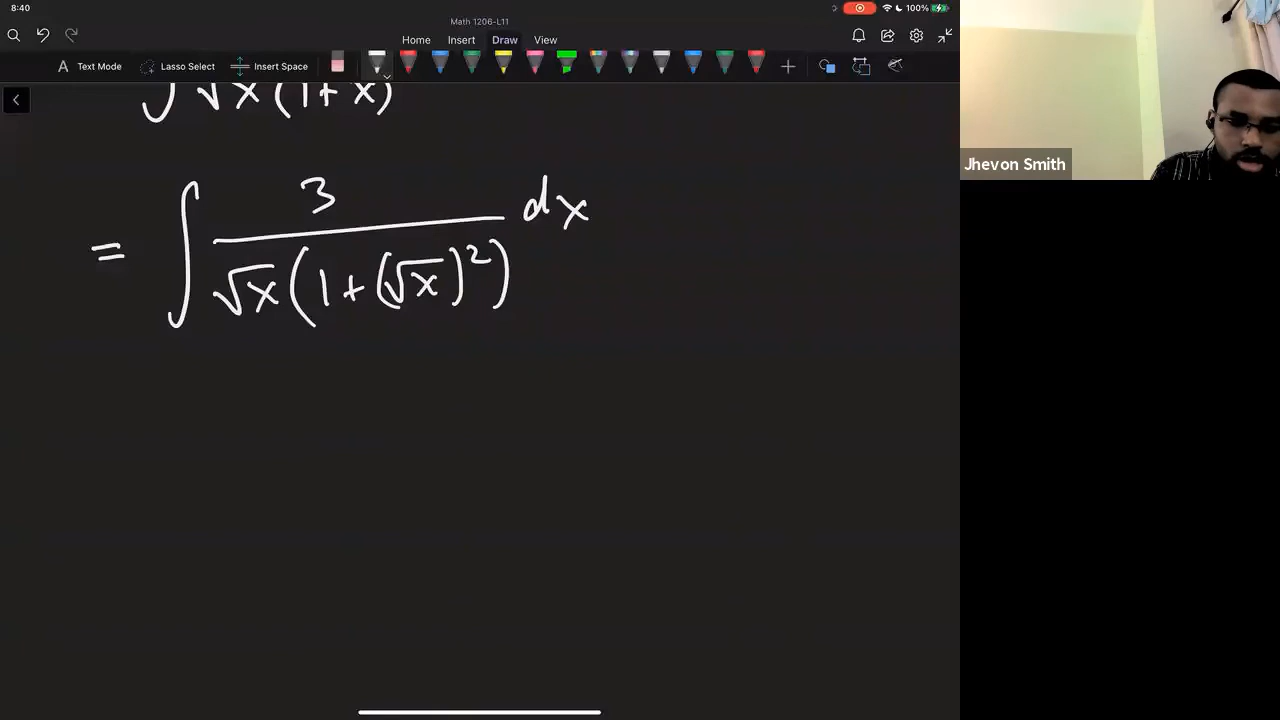 8:40
100%
Math 1206-L11
Home Insert Draw View
A Text Mode Lasso Select Insert Space
Jhevon Smith
∫ √x(1+x)
= ∫ 3/(√x(1+(√x)²)) dx